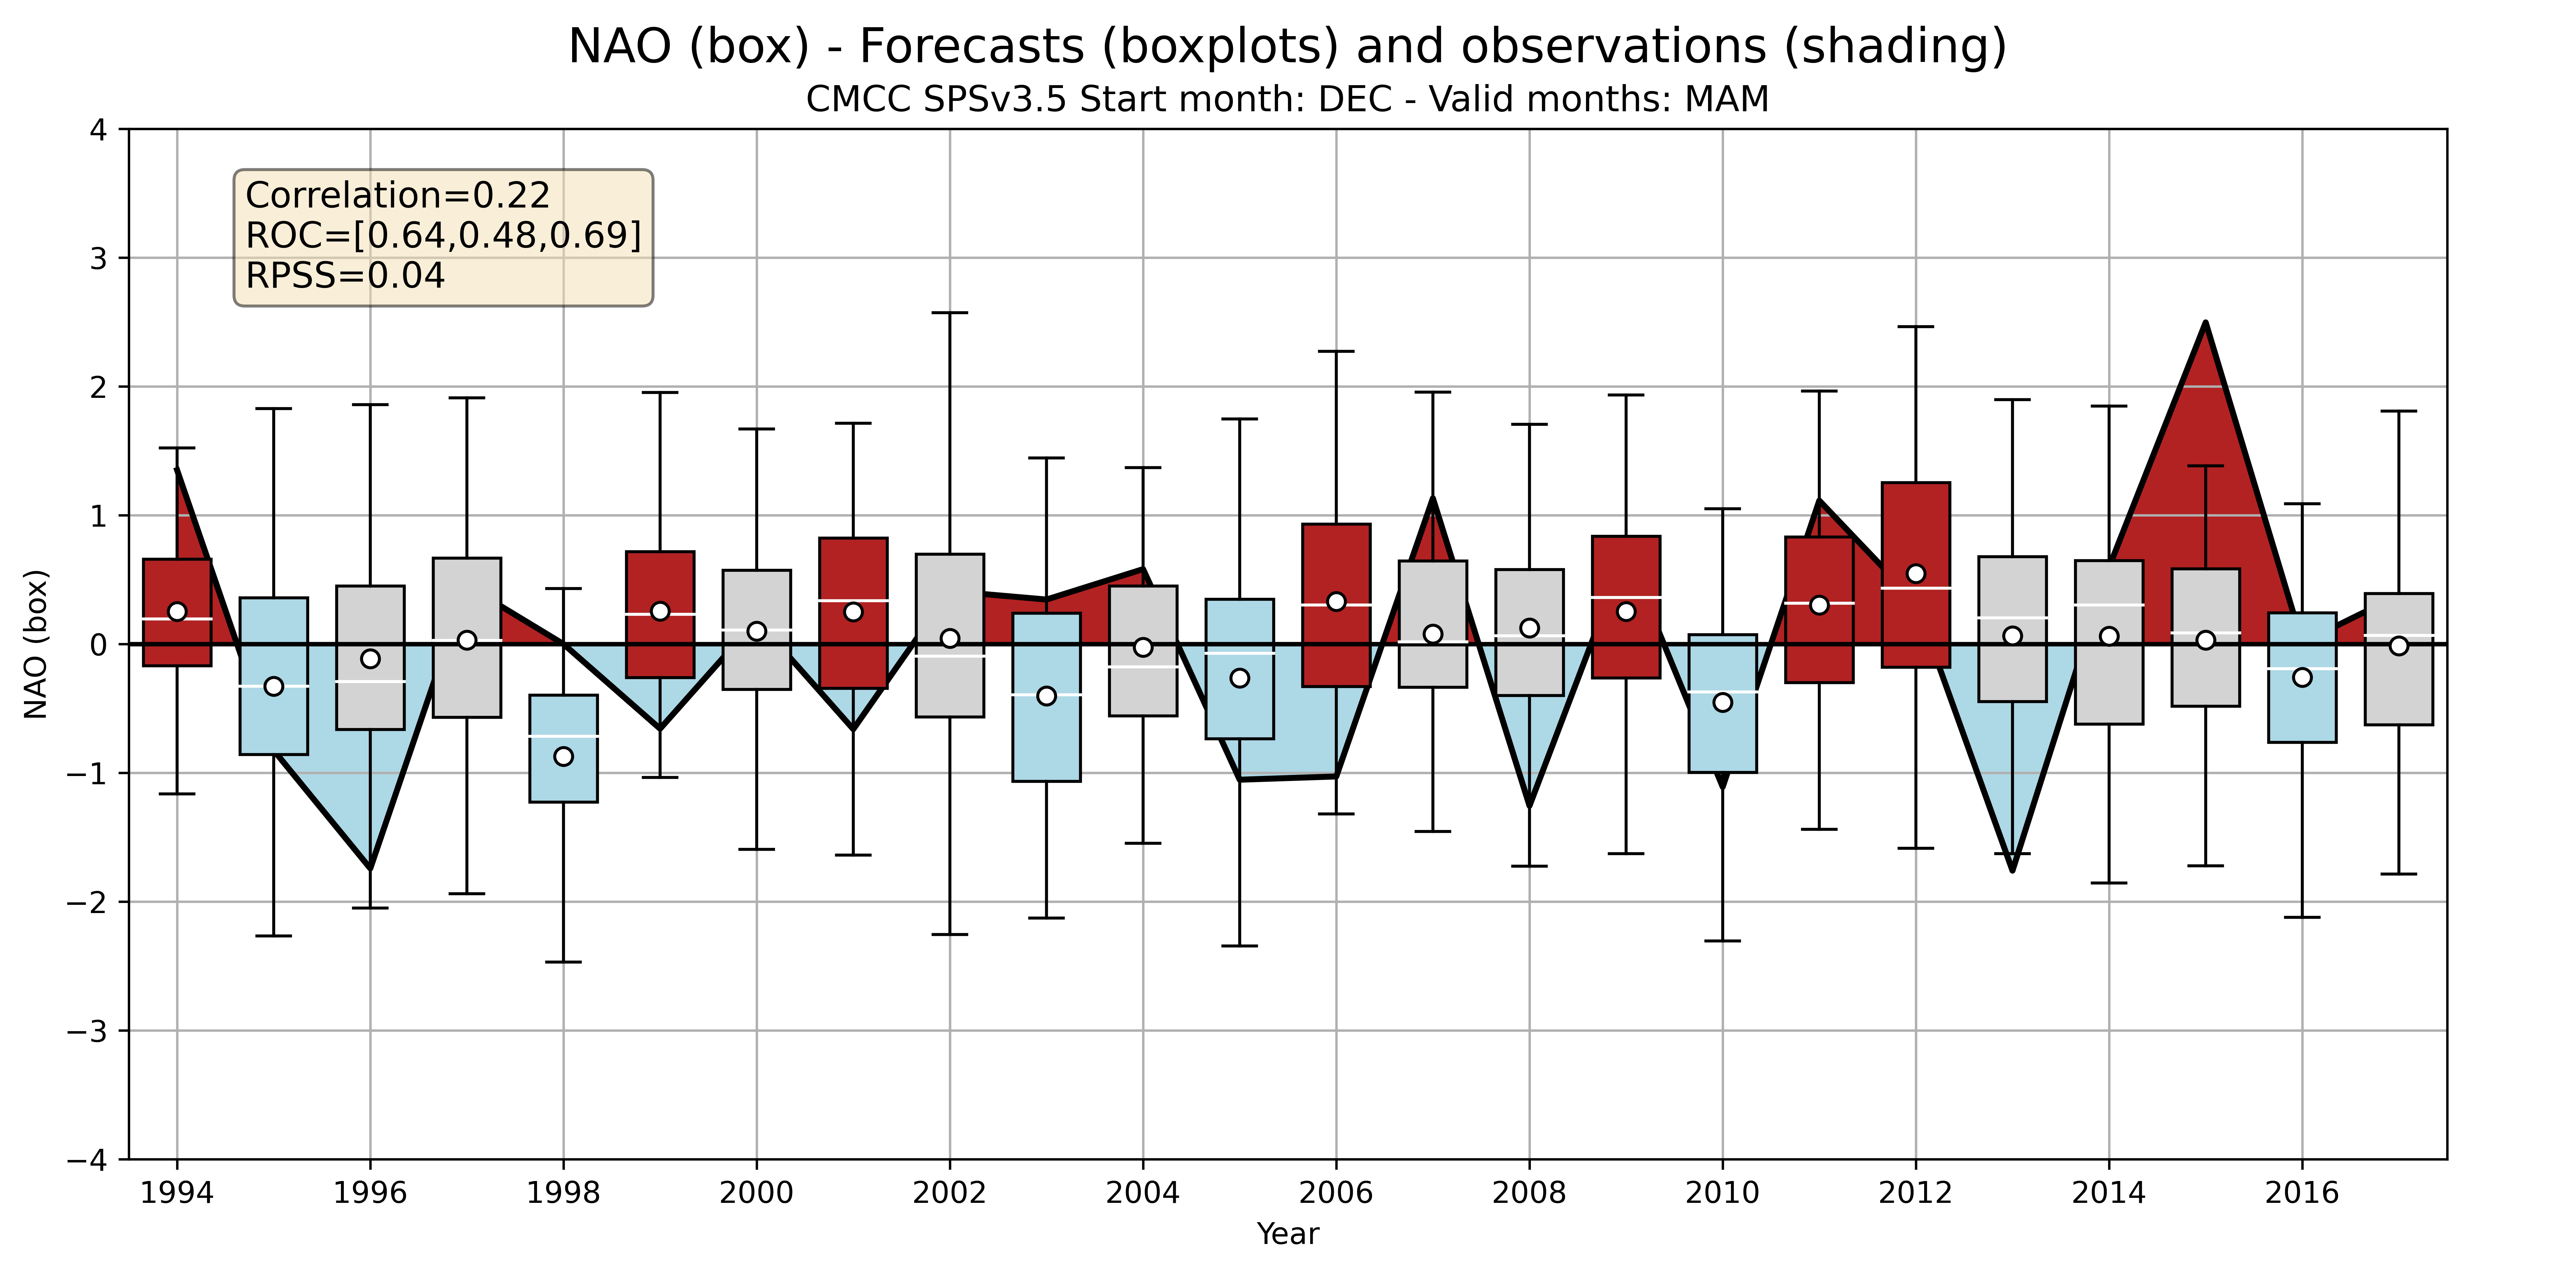 NAO (box) - Forecasts (boxplots) and observations (shading)
CMCC SPSv3.5 Start month: DEC - Valid months: MAM
Correlation=0.22
ROC=[0.64,0.48,0.69]
RPSS=0.04
NAO (box)
4
3
2
1
0
−1
−2
−3
−4
1994 1996 1998 2000 2002 2004 2006 2008 2010 2012 2014 2016
Year